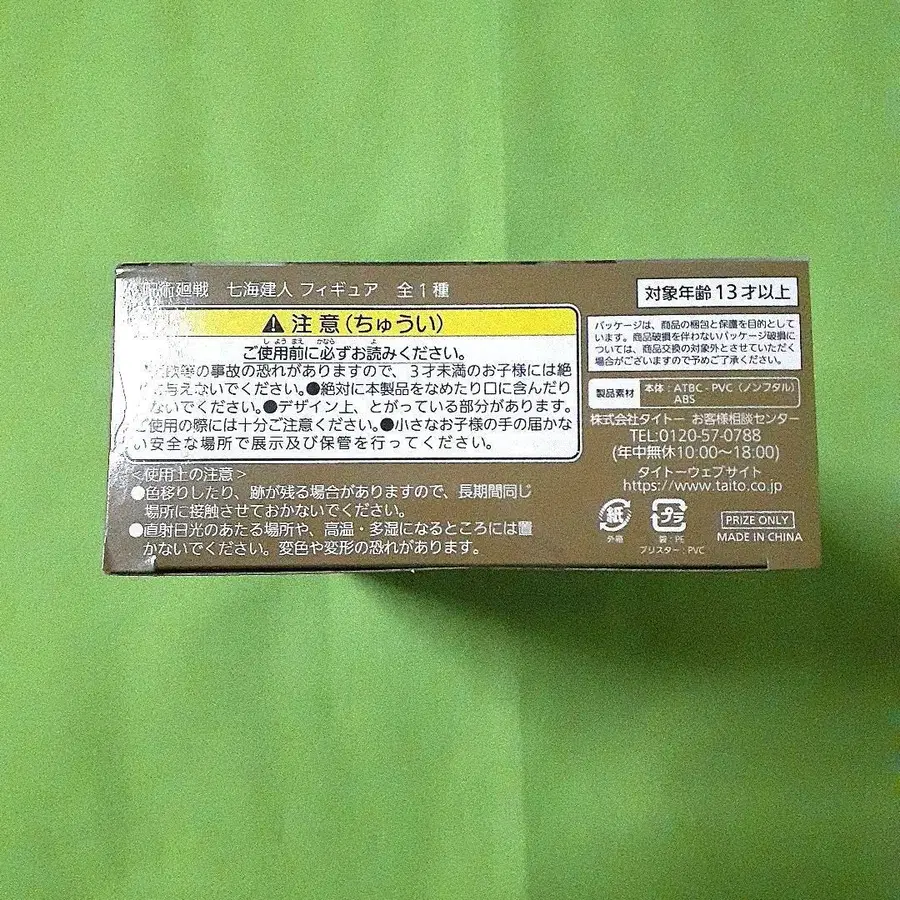 呪術廻戦 七海建人 フィギュア 全1種
注意(ちゅうい)
ご使用前に必ずお読みください。
の事故の恐れがありますので、3才未満のお子様には絶
に与えないでください。●絶対に本製品をなめたり口に含んだり
ないでください。●デザイン上、とがっている部分があります。
ご使用の際には十分ご注意ください。●小さなお子様の手の届かな
い安全な場所で展示及び保管を行ってください。
<使用上の注意>
●色移りしたり、跡が残る場合がありますので、長期間同じ
場所に接触させておかないでください。
●直射日光のあたる場所や、高温・多湿になるところには置
かないでください。変色や変形の恐れがあります。
対象年齢13才以上
パッケージは、商品の梱包と保護を目的としてい
ます。商品破損を伴わないパッケージ破損に
ついては、商品交換の対象外とさせていただく
場合がございますので予めご了承ください。
製品素材
本体:ATBC-PVC(ノンフタル)
ABS
株式会社タイトー お客様相談センター
TEL:0120-57-0788
(年中無休10:00〜18:00)
タイトーウェブサイト
https://www.taito.co.jp
紙
外箱
プラ
袋:PE
ブリスター:PVC
PRIZE ONLY
MADE IN CHINA